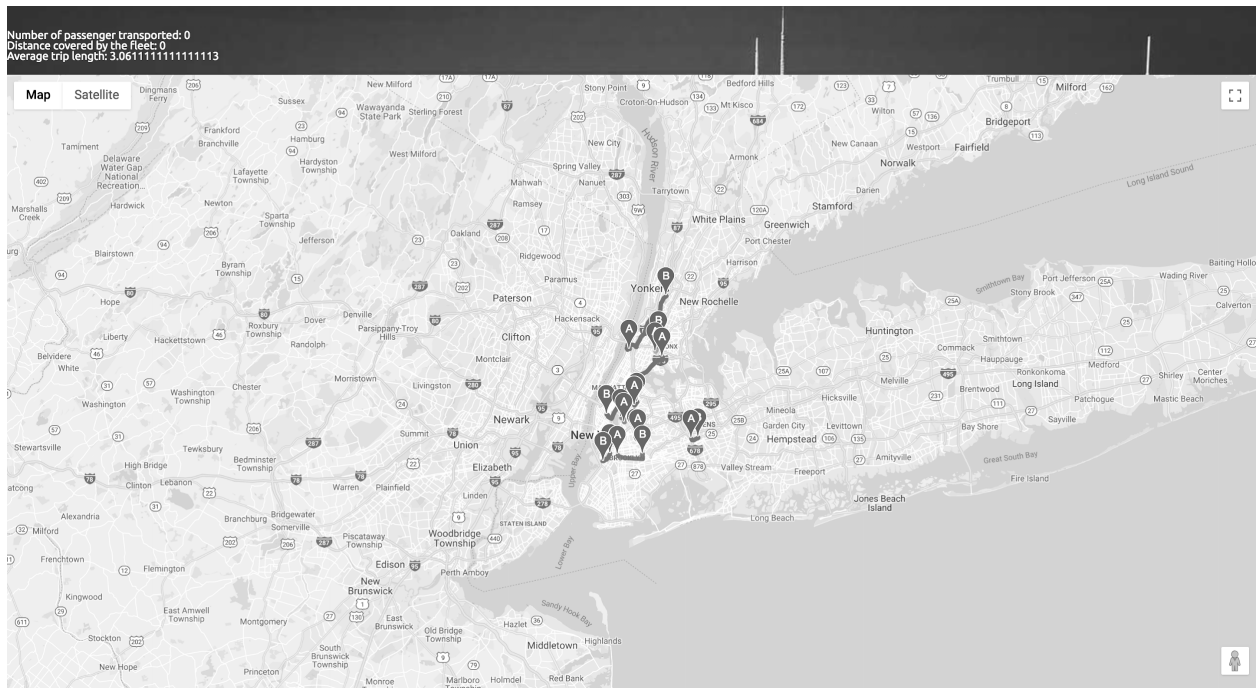 Number of passenger transported: 0
Distance covered by the fleet: 0
Average trip length: 3.0611111111111113
Map Satellite
Dingmans Ferry
Sussex
New Milford
Stony Point
Bedford Hills
Trumbull
Milford
Wawayanda State Park
Sterling Forest
Croton-On-Hudson
Mt Kisco
Wilton
Bridgeport
Frankford
Branchville
Hamburg
New City
Hudson River
Armonk
New Canaan
Westport
Fairfield
Tamiment
Delaware Water Gap National Recreation...
Hardyston Township
West Milford
Spring Valley
Nanuet
Norwalk
Lafayette Township
Mahwah
Tarrytown
Darien
Long Island Sound
Marshalls Creek
Hardwick
Newton
Sparta Township
Ramsey
White Plains
Stamford
Greenwich
Port Chester
Jefferson
Oakland
Blairstown
Byram Township
Ridgewood
Harrison
Baiting Hollo
Paramus
Yonkers
New Rochelle
Smithtown Bay
Port Jefferson
Stony Brook
Wading River
Calverton
Hope
Paterson
Hackensack
Roxbury Township
Dover
Denville
Parsippany-Troy Hills
Clifton
Huntington
Liberty
Hackettstown
Randolph
Montclair
Commack
Smithtown
Hauppauge
Belvidere
White
Morristown
Livingston
Melville
Ronkonkoma
Medford
Shirley
Center Moriches
Long Island
Brentwood
Chester
Washington
Washington Township
Newark
Hicksville
Patchogue
Mastic Beach
Mineola
Garden City
Sayville
Bay Shore
Stewartsville
Tewksbury
Summit
Union
Hempstead
High Bridge
Bedminster Township
Elizabeth
Upper Bay
Valley Stream
Freeport
Amityville
Great South Bay
Fire Island
Clinton
Lebanon
Warren
Plainfield
Linden
Jones Beach Island
Alexandria
Branchburg
Bridgewater
Somerville
STATEN ISLAND
Long Beach
Milford
Piscataway Township
Woodbridge Township
Lower Bay
Frenchtown
Flemington
Edison
Perth Amboy
New Brunswick
Kingwood
Sandy Hook Bay
East Amwell Township
Montgomery
East Brunswick
Old Bridge Township
Hazlet
Highlands
Stockton
South Brunswick Township
Middletown
New Hope
Princeton
Monroe
Marlboro Township
Holmdel
Red Bank